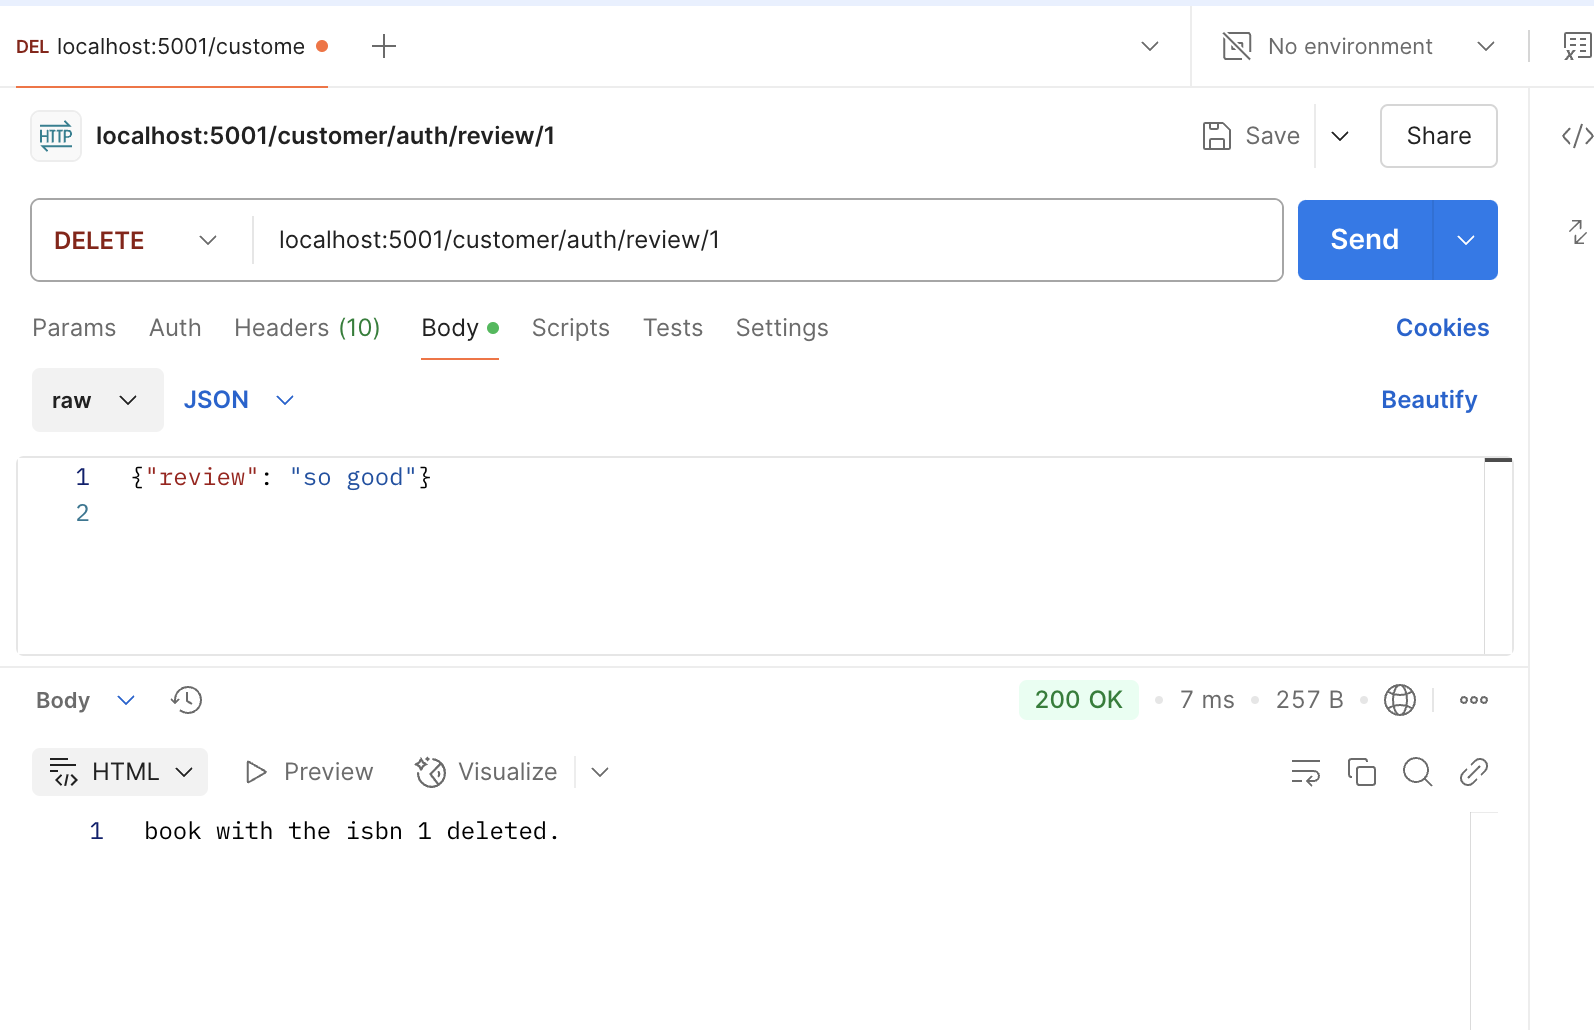 DEL localhost:5001/custome
No environment
HTTP localhost:5001/customer/auth/review/1
Save
Share
DELETE
localhost:5001/customer/auth/review/1
Send
Params Auth Headers (10) Body Scripts Tests Settings Cookies
raw JSON Beautify
1 {"review": "so good"}
2
Body 200 OK 7 ms 257 B
HTML Preview Visualize
1 book with the isbn 1 deleted.